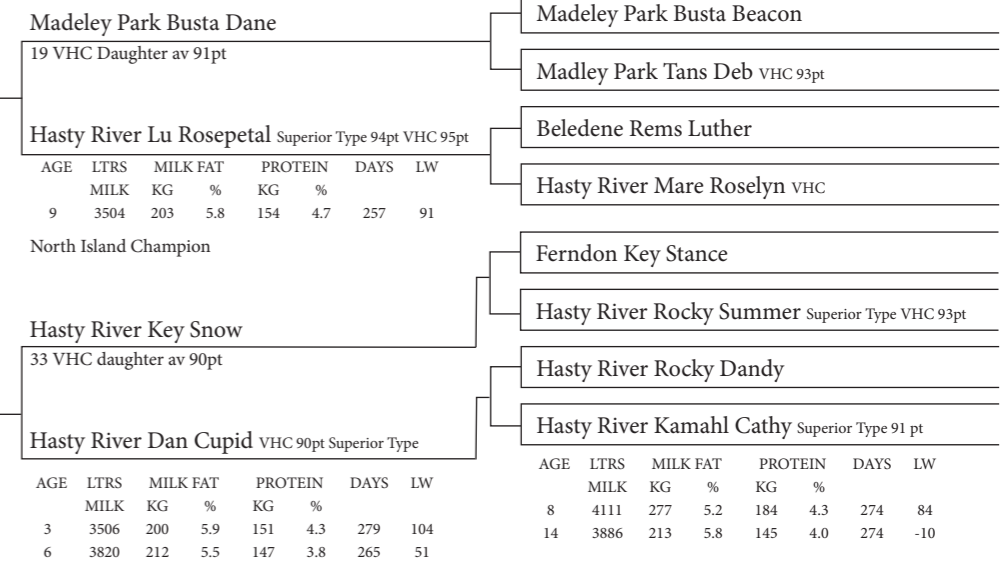 Madeley Park Busta Dane
19 VHC Daughter av 91pt
Hasty River Lu Rosepetal Superior Type 94pt VHC 95pt
AGE LTRS MILK FAT PROTEIN DAYS LW
MILK KG % KG %
9 3504 203 5.8 154 4.7 257 91
North Island Champion
Hasty River Key Snow
33 VHC daughter av 90pt
Hasty River Dan Cupid VHC 90pt Superior Type
AGE LTRS MILK FAT PROTEIN DAYS LW
MILK KG % KG %
3 3506 200 5.9 151 4.3 279 104
6 3820 212 5.5 147 3.8 265 51
Madeley Park Busta Beacon
Madley Park Tans Deb VHC 93pt
Beledene Rems Luther
Hasty River Mare Roselyn VHC
Ferndon Key Stance
Hasty River Rocky Summer Superior Type VHC 93pt
Hasty River Rocky Dandy
Hasty River Kamahl Cathy Superior Type 91 pt
AGE LTRS MILK FAT PROTEIN DAYS LW
MILK KG % KG %
8 4111 277 5.2 184 4.3 274 84
14 3886 213 5.8 145 4.0 274 -10